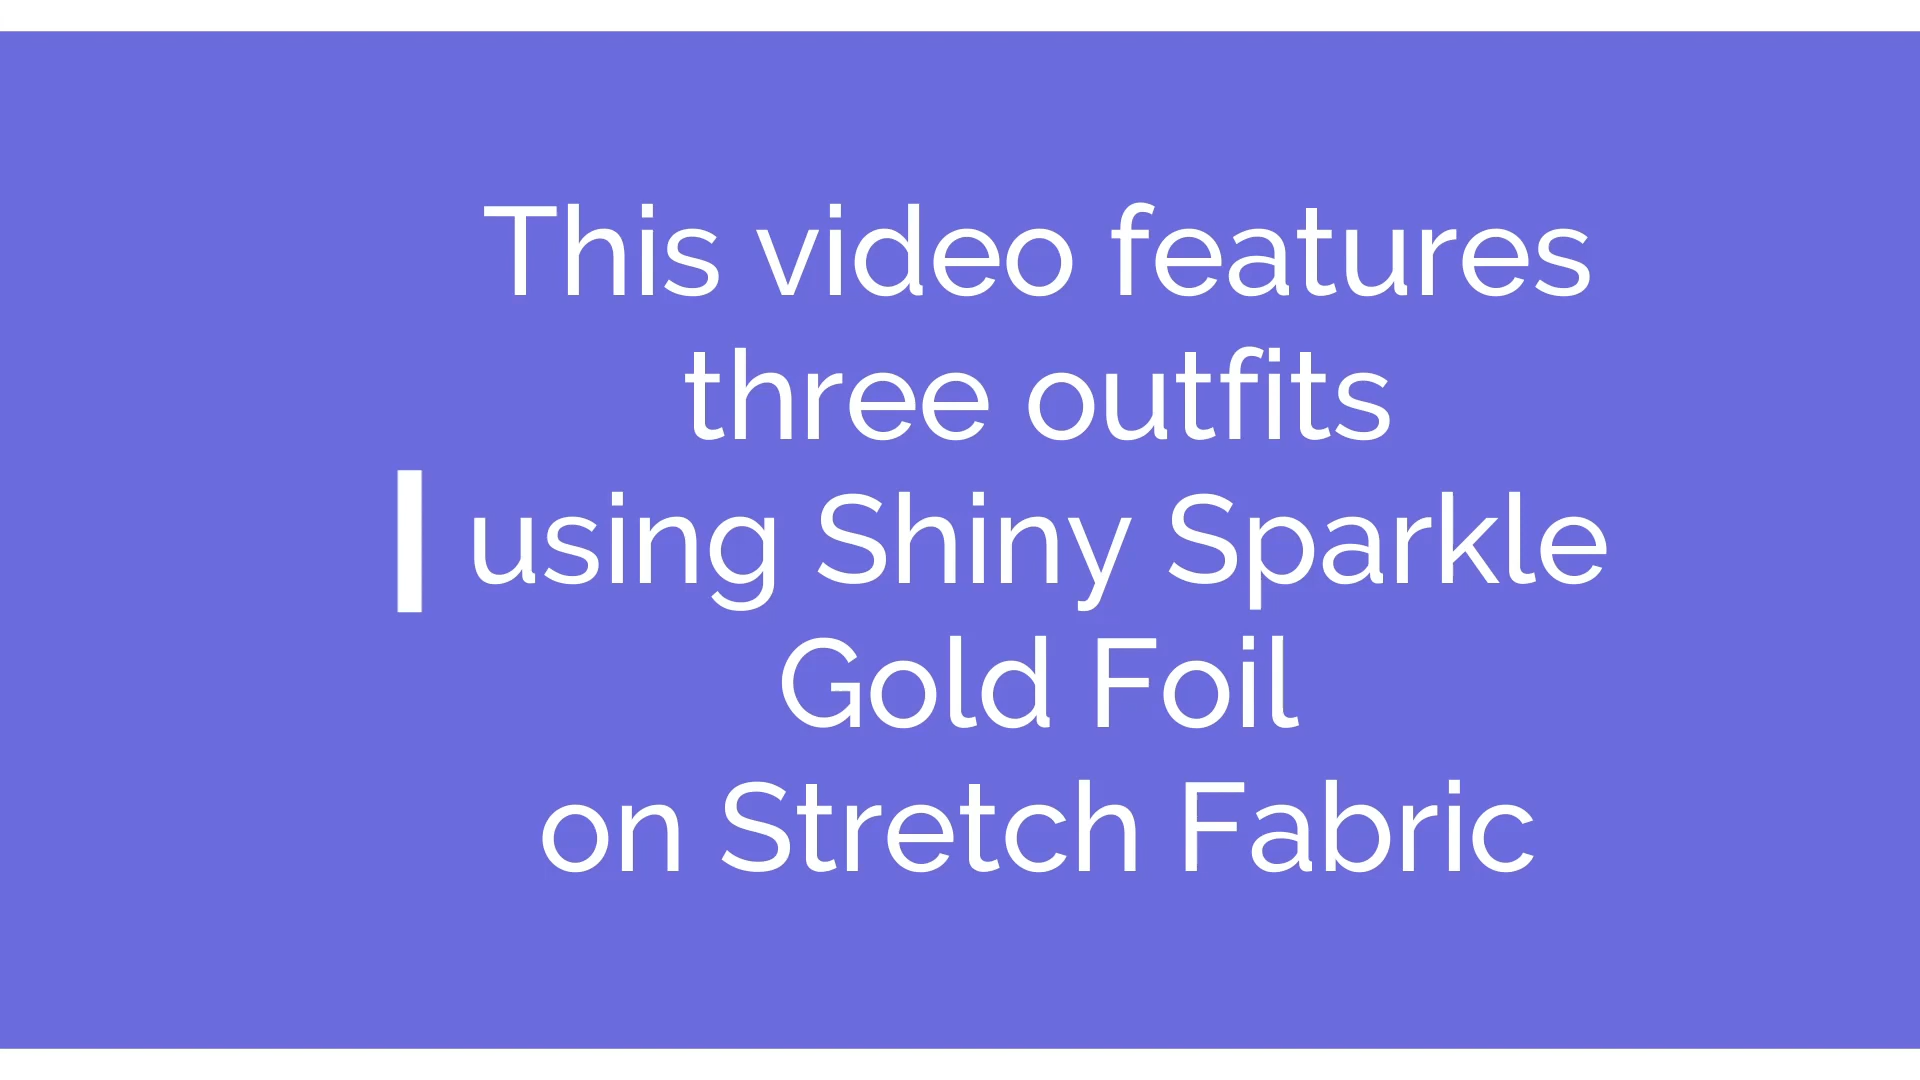 This video features
three outfits
using Shiny Sparkle
Gold Foil
on Stretch Fabric